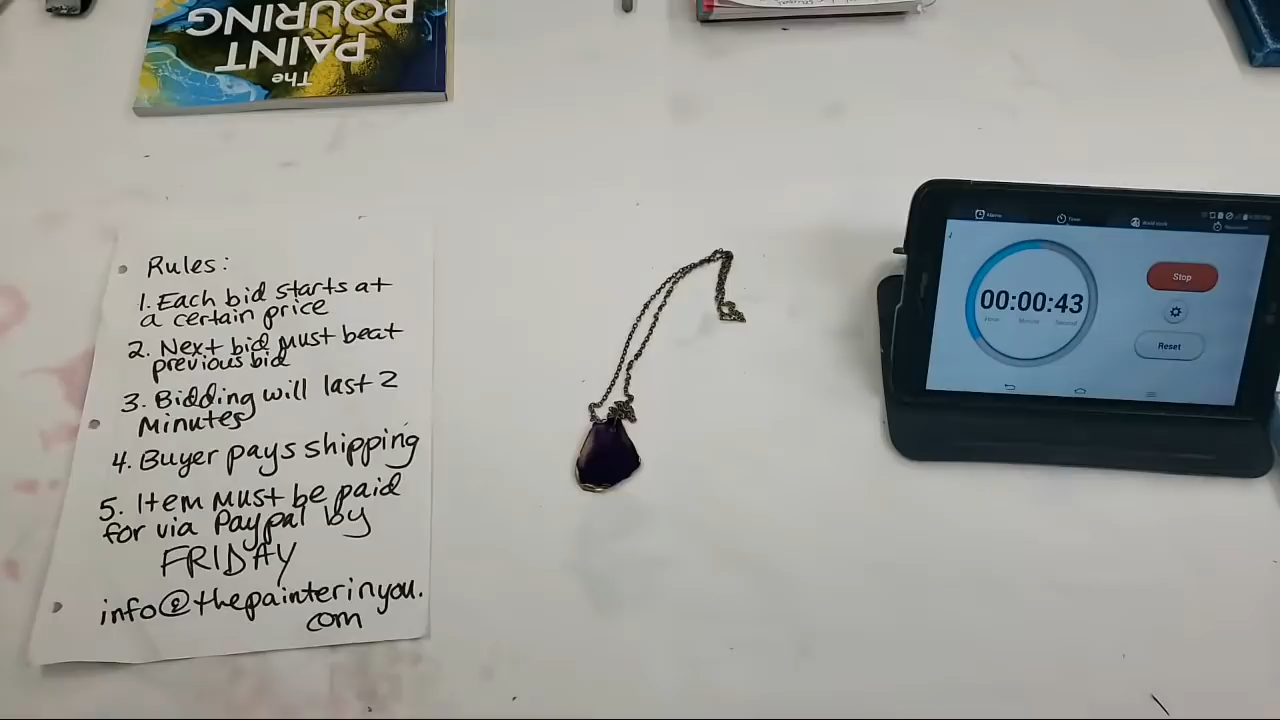 The
PAINT
POURING
Rules:
1. Each bid starts at
a certain price
2. Next bid must beat
previous bid
3. Bidding will last 2
Minutes
4. Buyer pays shipping
5. Item must be paid
for via Paypal by
FRIDAY
info@thepainterinyou.
com
00:00:43
Stop
Reset